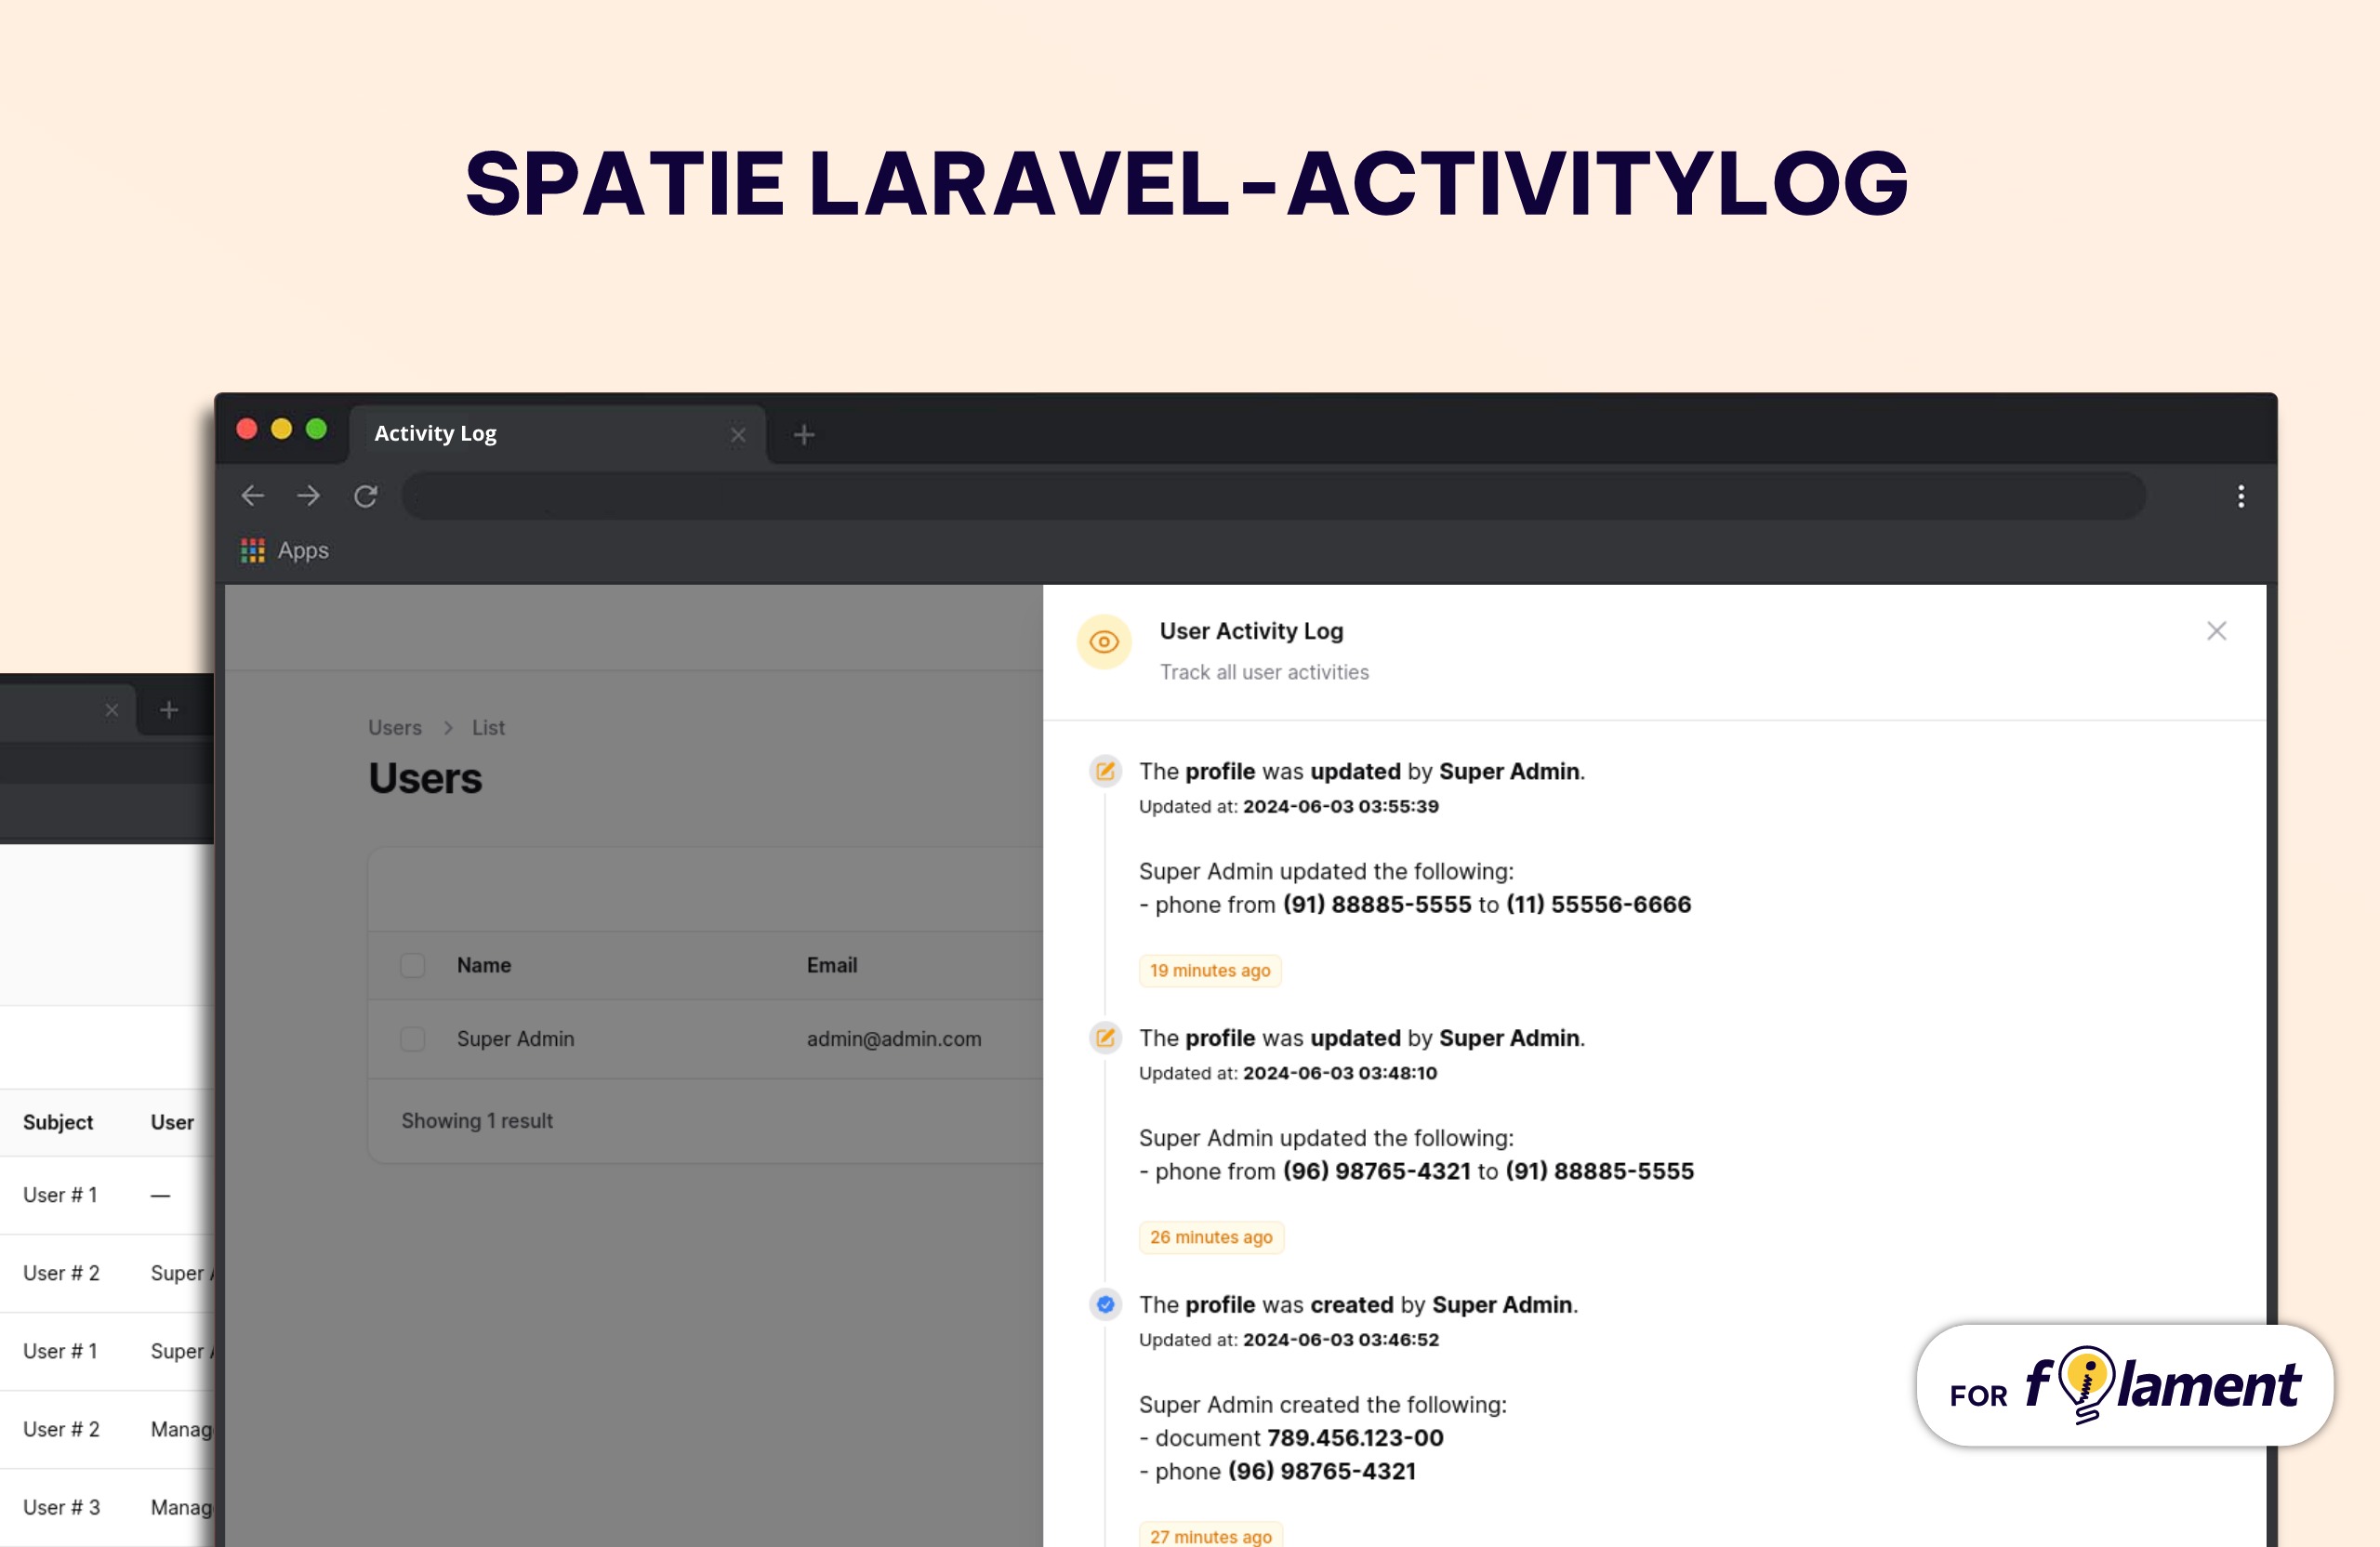 SPATIE LARAVEL-ACTIVITYLOG
Activity Log
Apps
User Activity Log
Track all user activities
Users > List
Users
Name Email
Super Admin admin@admin.com
Showing 1 result
The profile was updated by Super Admin.
Updated at: 2024-06-03 03:55:39
Super Admin updated the following:
- phone from (91) 88885-5555 to (11) 55556-6666
19 minutes ago
The profile was updated by Super Admin.
Updated at: 2024-06-03 03:48:10
Super Admin updated the following:
- phone from (96) 98765-4321 to (91) 88885-5555
26 minutes ago
The profile was created by Super Admin.
Updated at: 2024-06-03 03:46:52
Super Admin created the following:
- document 789.456.123-00
- phone (96) 98765-4321
27 minutes ago
Subject User
User # 1 —
User # 2 Super
User # 1 Super
User # 2
User # 3
FOR filament